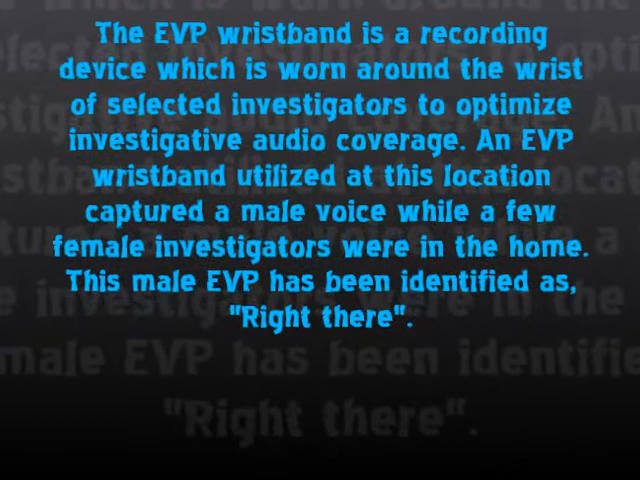 The EVP wristband is a recording
device which is worn around the wrist
of selected investigators to optimize
investigative audio coverage. An EVP
wristband utilized at this location
captured a male voice while a few
female investigators were in the home.
This male EVP has been identified as,
"Right there".